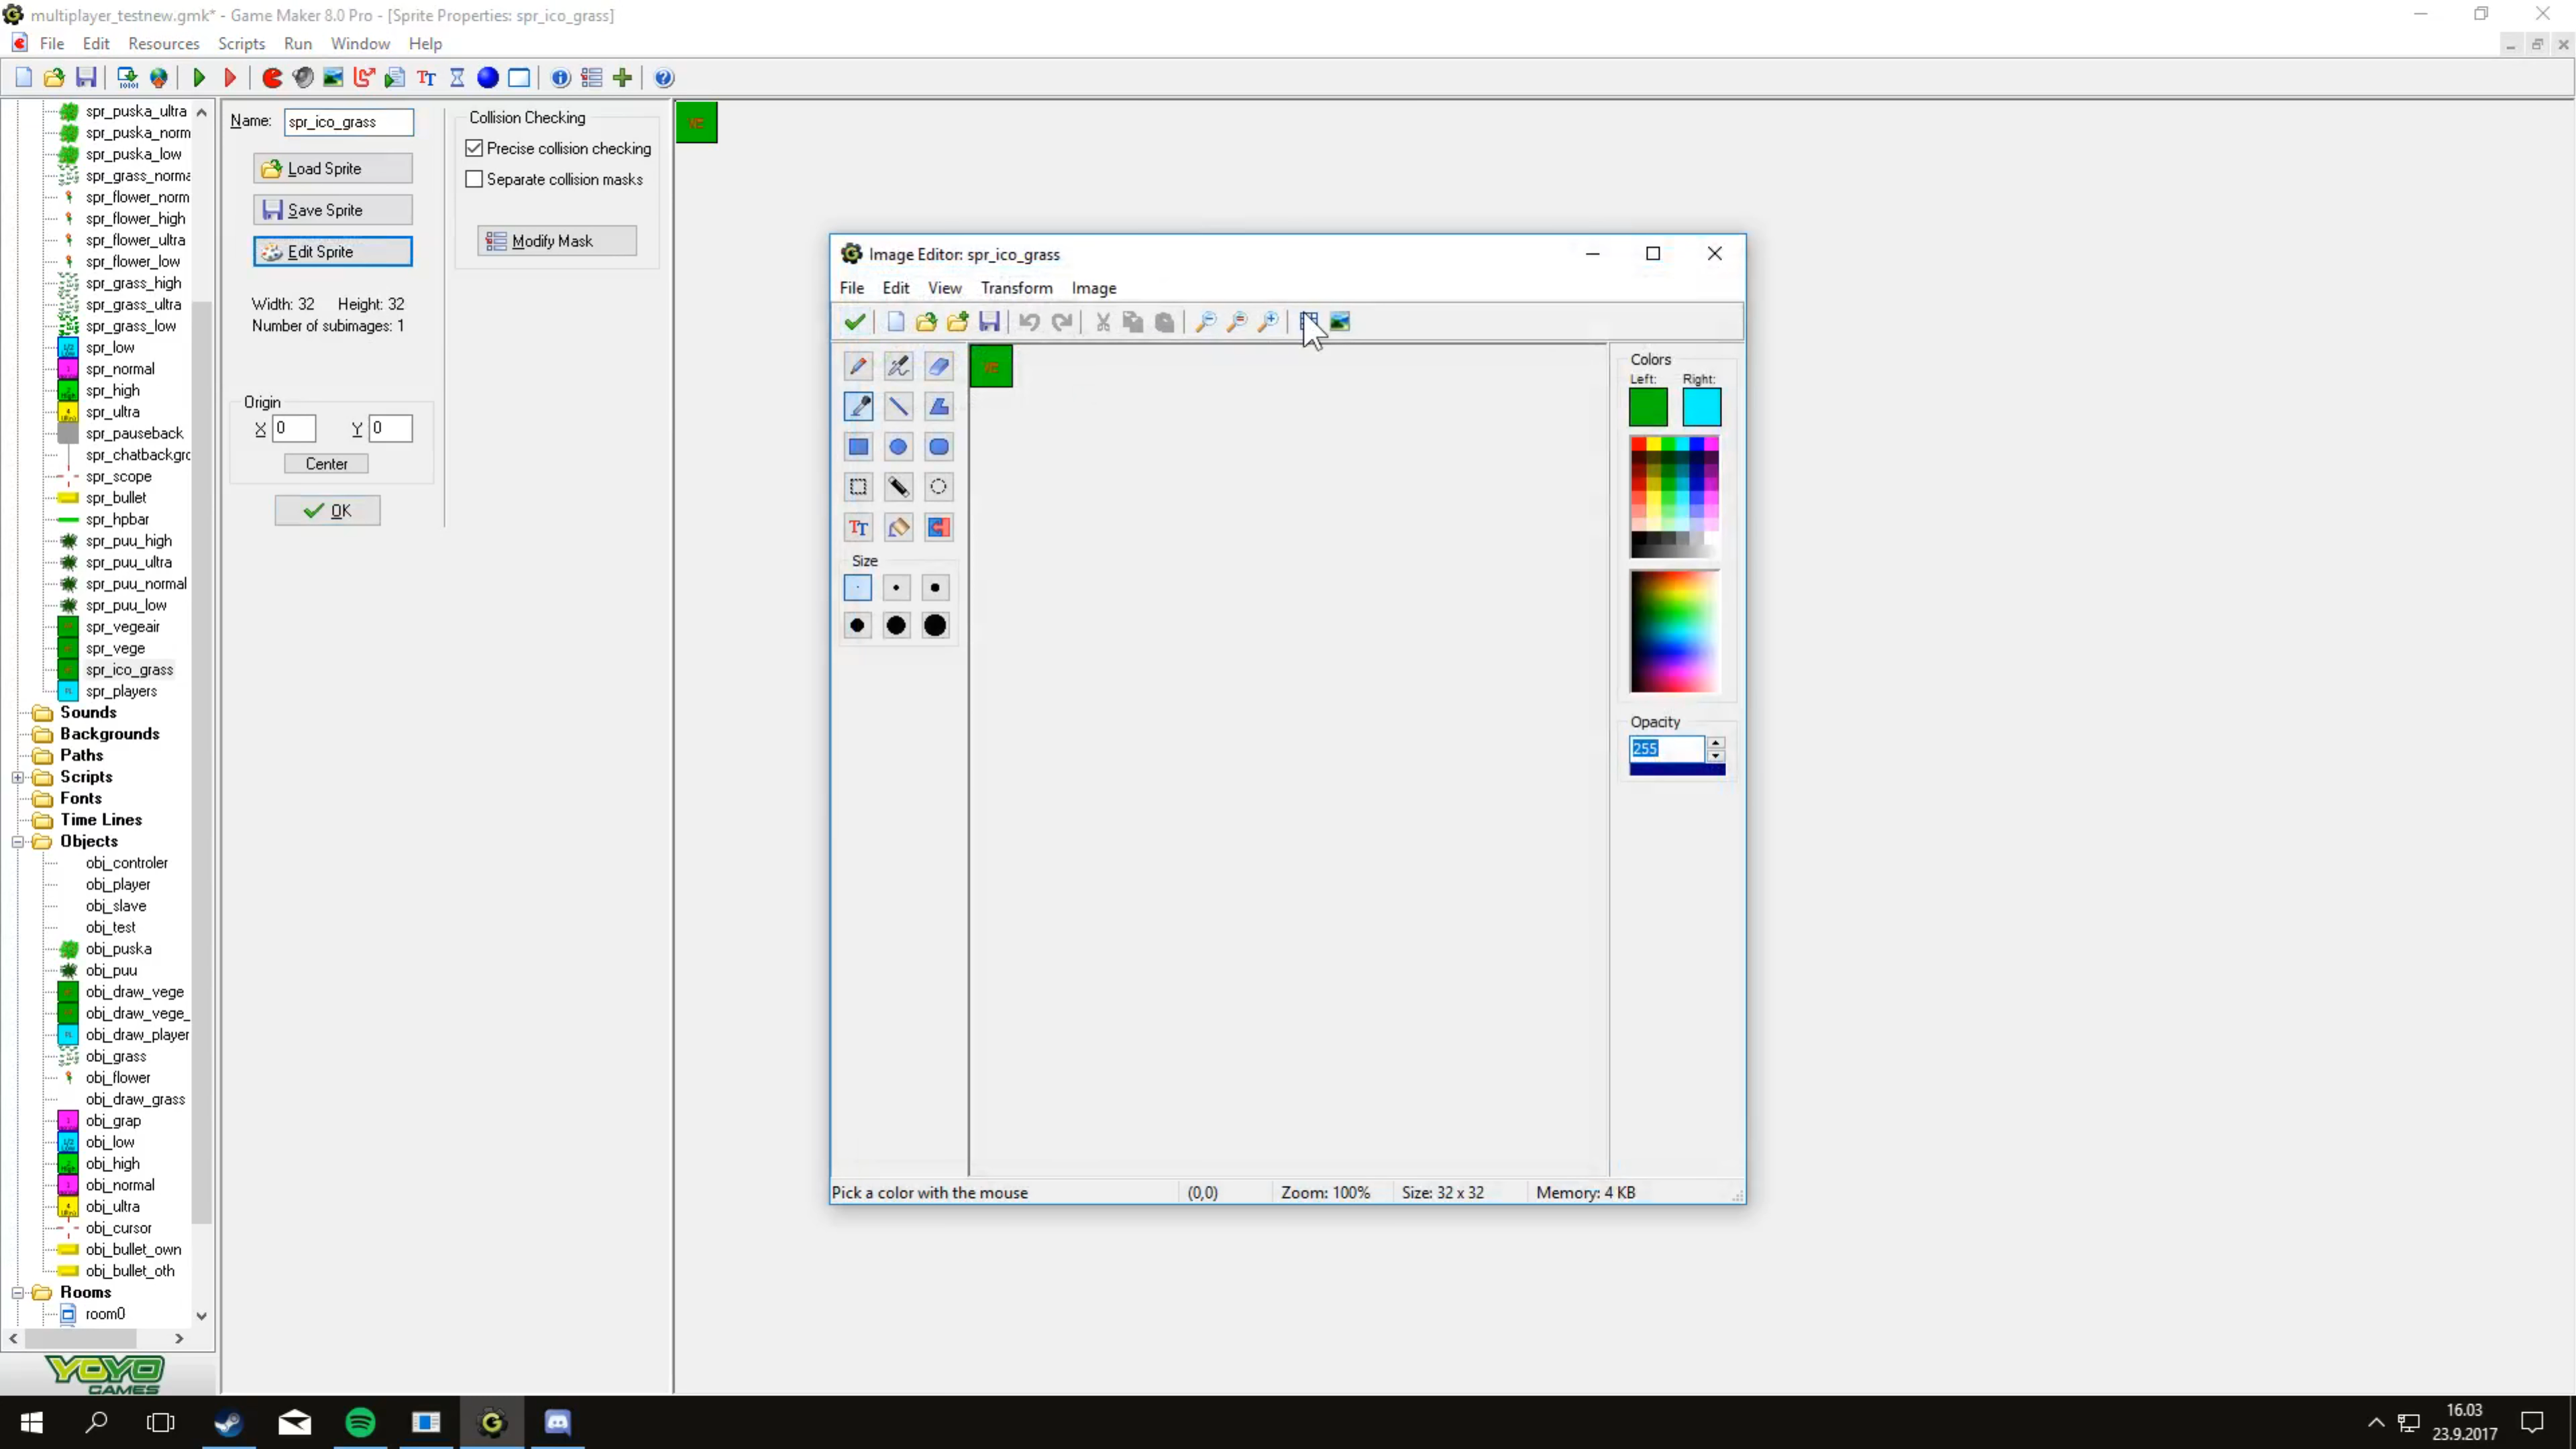 multiplayer_testnew.gmk* - Game Maker 8.0 Pro - [Sprite Properties: spr_ico_grass]
File Edit Resources Scripts Run Window Help
spr_puska_ultra
spr_puska_norm
spr_puska_low
spr_grass_norma
spr_flower_norm
spr_flower_high
spr_flower_ultra
spr_flower_low
spr_grass_high
spr_grass_ultra
spr_grass_low
spr_low
spr_normal
spr_high
spr_ultra
spr_pauseback
spr_chatbackgro
spr_scope
spr_bullet
spr_hpbar
spr_puu_high
spr_puu_ultra
spr_puu_normal
spr_puu_low
spr_vegeair
spr_vege
spr_ico_grass
spr_players
Sounds
Backgrounds
Paths
Scripts
Fonts
Time Lines
Objects
obj_controler
obj_player
obj_slave
obj_test
obj_puska
obj_puu
obj_draw_vege
obj_draw_vege_
obj_draw_player
obj_grass
obj_flower
obj_draw_grass
obj_grap
obj_low
obj_high
obj_normal
obj_ultra
obj_cursor
obj_bullet_own
obj_bullet_oth
Rooms
room0
YOYO
GAMES
Name: spr_ico_grass
Load Sprite
Save Sprite
Edit Sprite
Width: 32 Height: 32
Number of subimages: 1
Origin
X 0 Y 0
Center
OK
Collision Checking
Precise collision checking
Separate collision masks
Modify Mask
VE
Image Editor: spr_ico_grass
File Edit View Transform Image
VE
Size
Colors
Left: Right:
Opacity
255
Pick a color with the mouse (0,0) Zoom: 100% Size: 32 x 32 Memory: 4 KB
16.03
23.9.2017